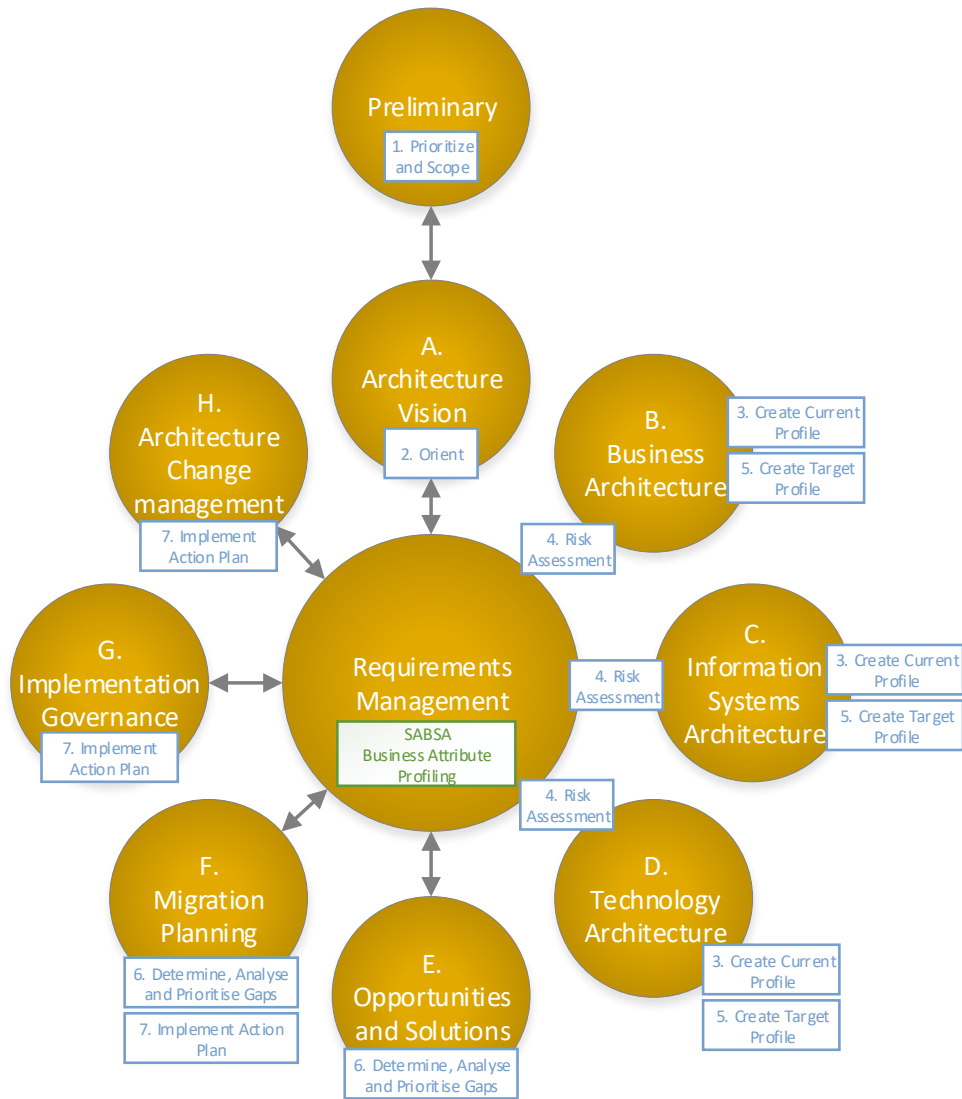 Preliminary
1. Prioritize
and Scope
A.
Architecture
Vision
2. Orient
H.
Architecture
Change
management
7. Implement
Action Plan
B.
Business
Architecture
3. Create Current
Profile
5. Create Target
Profile
4. Risk
Assessment
G.
Implementation
Governance
7. Implement
Action Plan
Requirements
Management
SABSA
Business Attribute
Profiling
4. Risk
Assessment
C.
Information
Systems
Architecture
3. Create Current
Profile
5. Create Target
Profile
4. Risk
Assessment
F.
Migration
Planning
6. Determine, Analyse
and Prioritise Gaps
7. Implement Action
Plan
E.
Opportunities
and Solutions
6. Determine, Analyse
and Prioritise Gaps
D.
Technology
Architecture
3. Create Current
Profile
5. Create Target
Profile